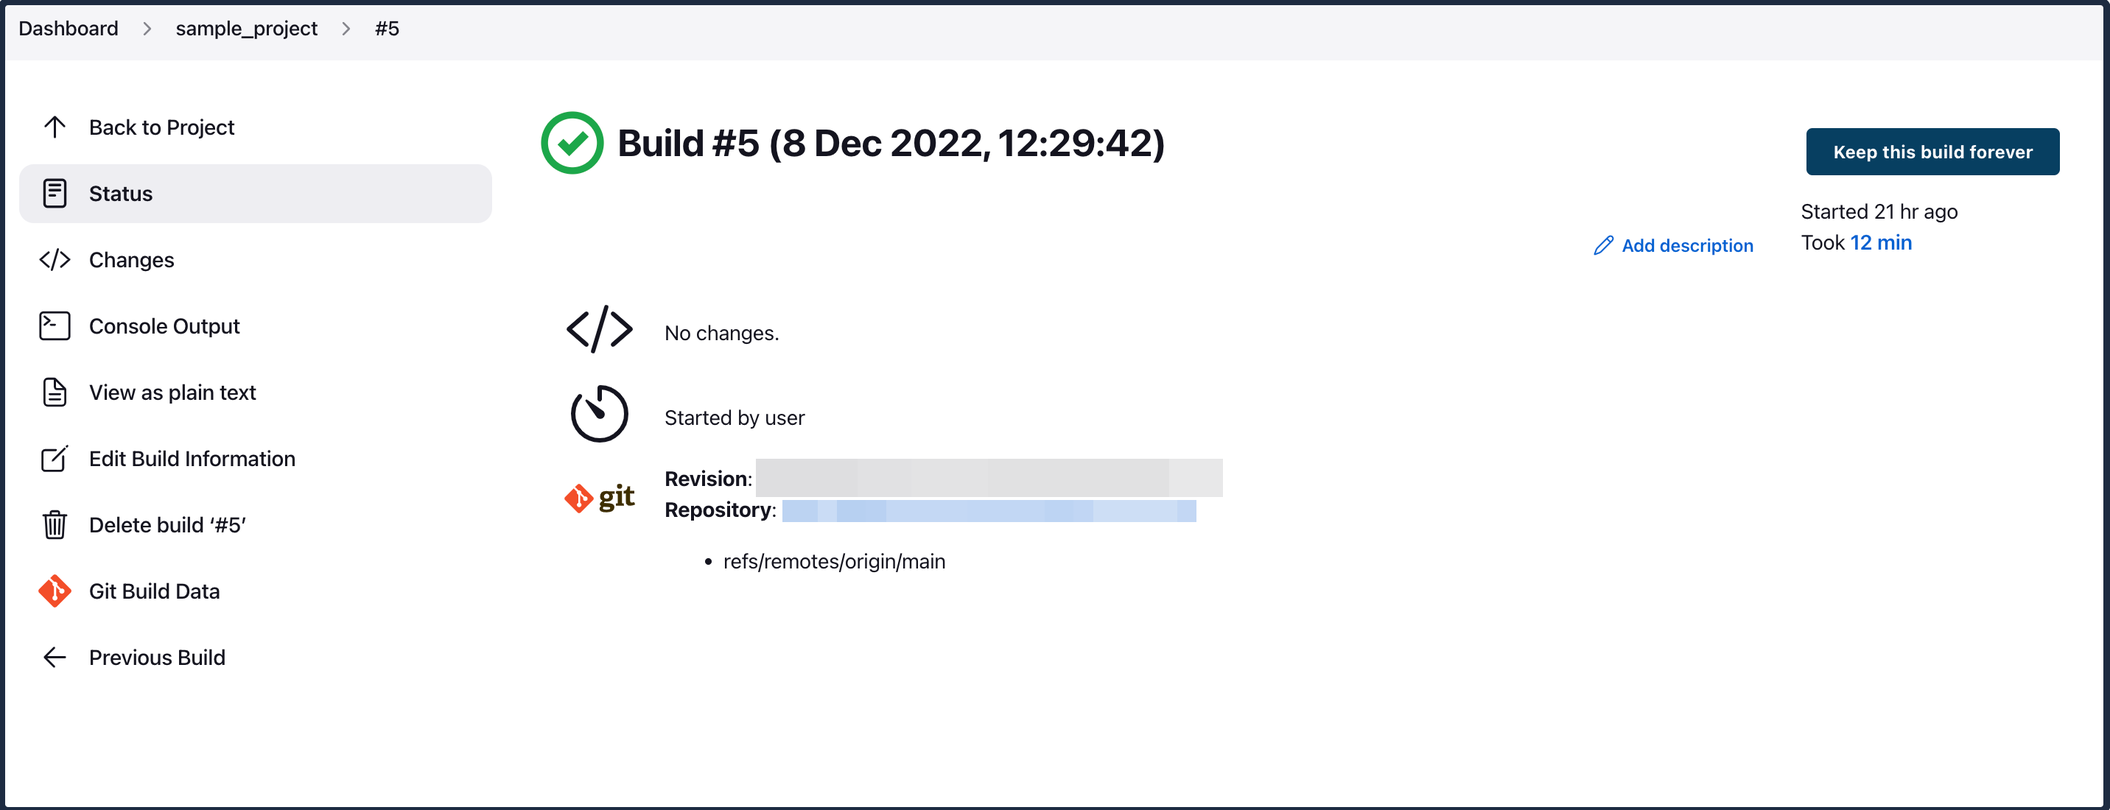 Dashboard > sample_project > #5
Back to Project
Status
Changes
Console Output
View as plain text
Edit Build Information
Delete build ‘#5’
Git Build Data
Previous Build
Build #5 (8 Dec 2022, 12:29:42)
Keep this build forever
Started 21 hr ago
Took 12 min
Add description
No changes.
Started by user
git
Revision:
Repository:
• refs/remotes/origin/main